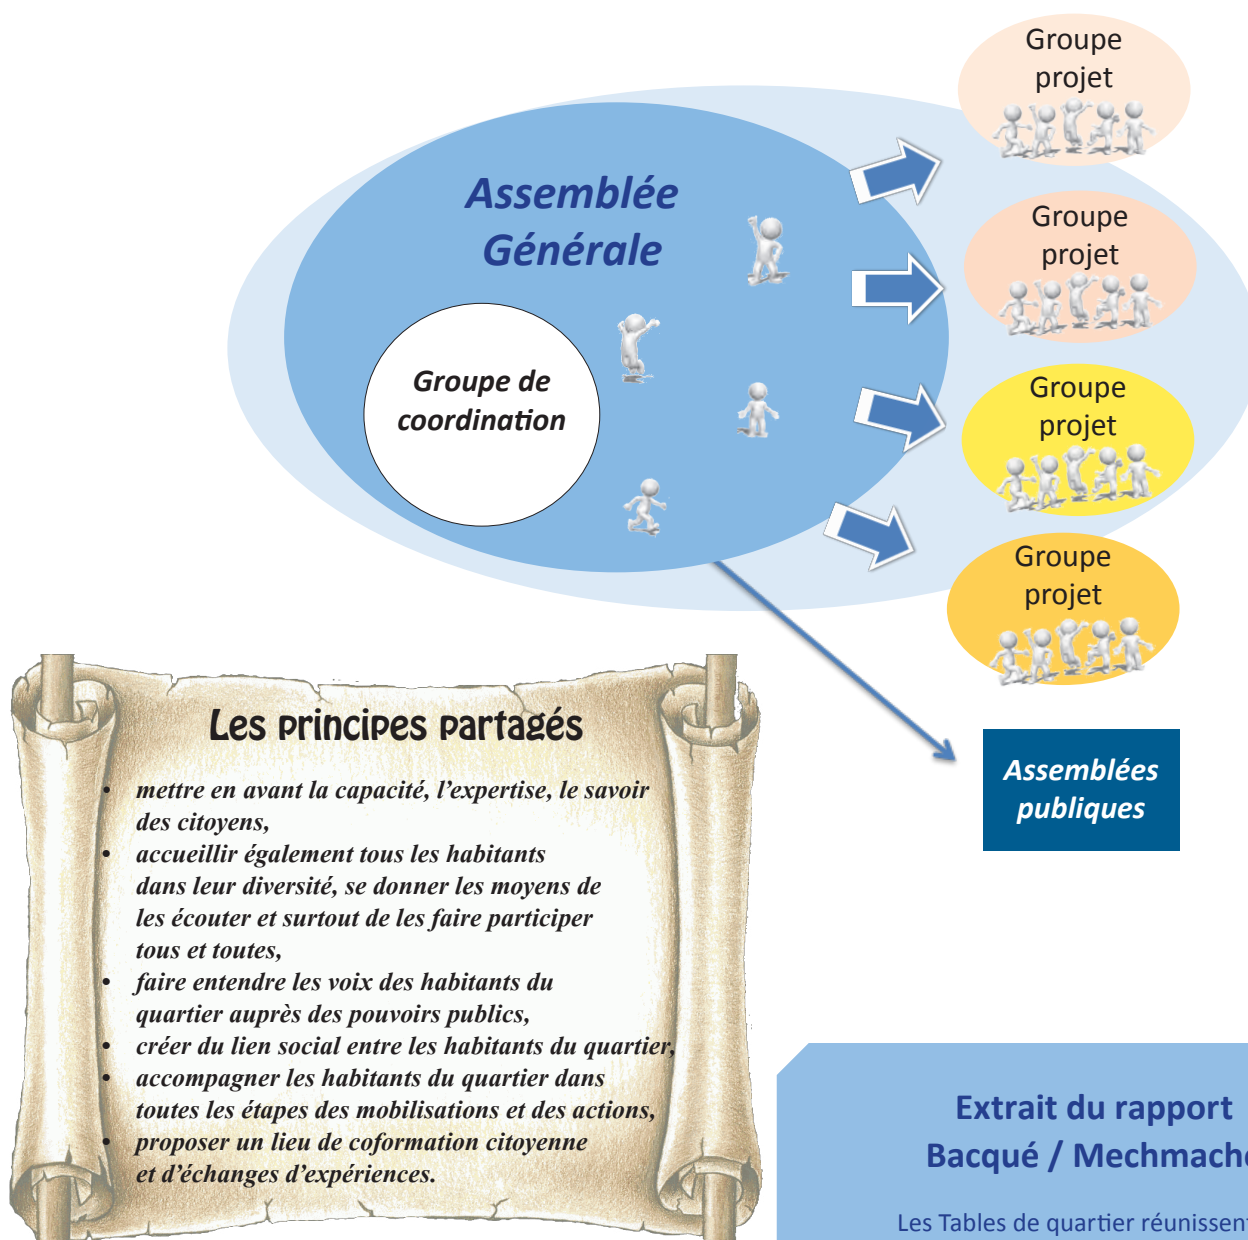 Groupe
projet
Assemblée
Générale
Groupe
projet
Groupe de
coordination
Groupe
projet
Groupe
projet
Assemblées
publiques
Les principes partagés
• mettre en avant la capacité, l’expertise, le savoir
des citoyens,
• accueillir également tous les habitants
dans leur diversité, se donner les moyens de
les écouter et surtout de les faire participer
tous et toutes,
• faire entendre les voix des habitants du
quartier auprès des pouvoirs publics,
• créer du lien social entre les habitants du quartier,
• accompagner les habitants du quartier dans
toutes les étapes des mobilisations et des actions,
• proposer un lieu de coformation citoyenne
et d’échanges d’expériences.
Extrait du rapport
Bacqué / Mechmache
Les Tables de quartier réunissent